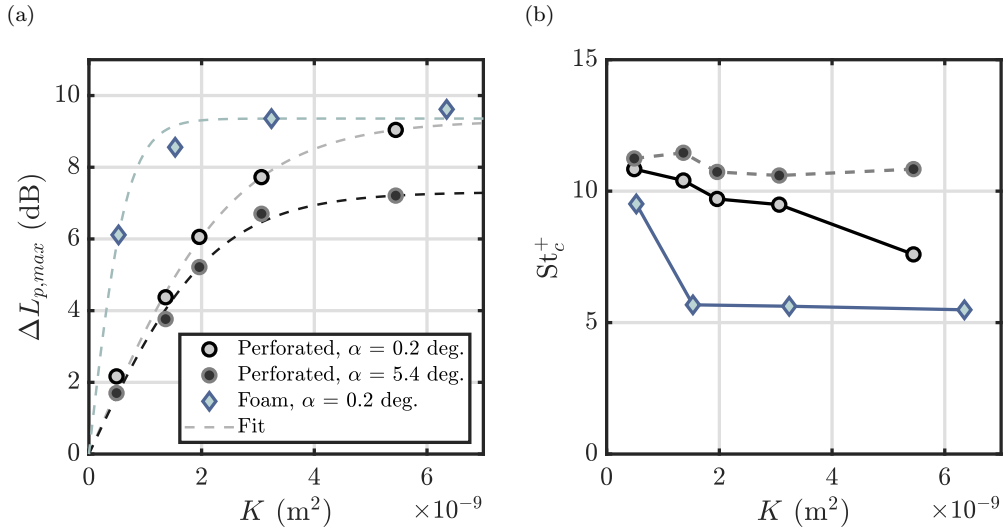 (a)
(b)
10
8
6
4
2
0
ΔL_{p,max} (dB)
Perforated, α = 0.2 deg.
Perforated, α = 5.4 deg.
Foam, α = 0.2 deg.
Fit
0 2 4 6
K (m²) ×10⁻⁹
15
10
5
0
St_c^+
0 2 4 6
K (m²) ×10⁻⁹